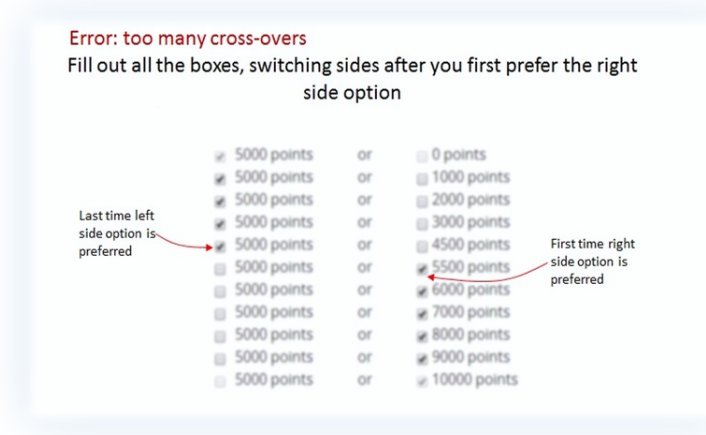 Error: too many cross-overs
Fill out all the boxes, switching sides after you first prefer the right
side option
5000 points or 0 points
5000 points or 1000 points
5000 points or 2000 points
5000 points or 3000 points
5000 points or 4500 points
5000 points or 5500 points
5000 points or 6000 points
5000 points or 7000 points
5000 points or 8000 points
5000 points or 9000 points
5000 points or 10000 points
Last time left
side option is
preferred
First time right
side option is
preferred